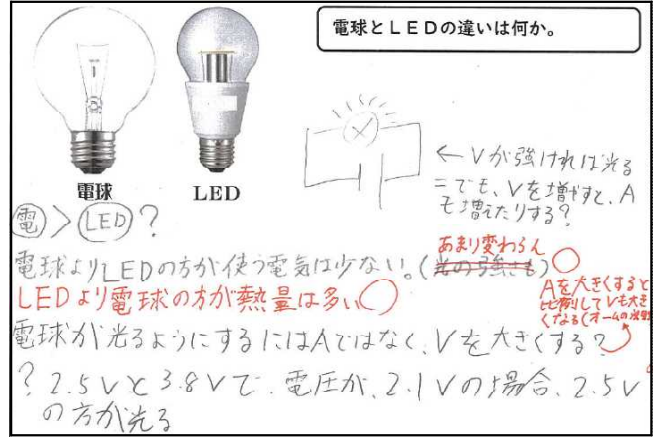 電球とLEDの違いは何か。
電球
LED
←Vが強ければ光る
=でも、Vを増やすと、A
も増えたりする?
電>LED?
あまり変わらん
電球よりLEDの方が使う電気は少ない。(光の強さも)
LEDより電球の方が熱量は多い
Aを大きくすると
比例してVも大き
くなる(オームの法則
電球が光るようにするにはAではなく、Vを大きくする?
? 2.5Vと3.8Vで、電圧が、2.1Vの場合、2.5V
の方が光る